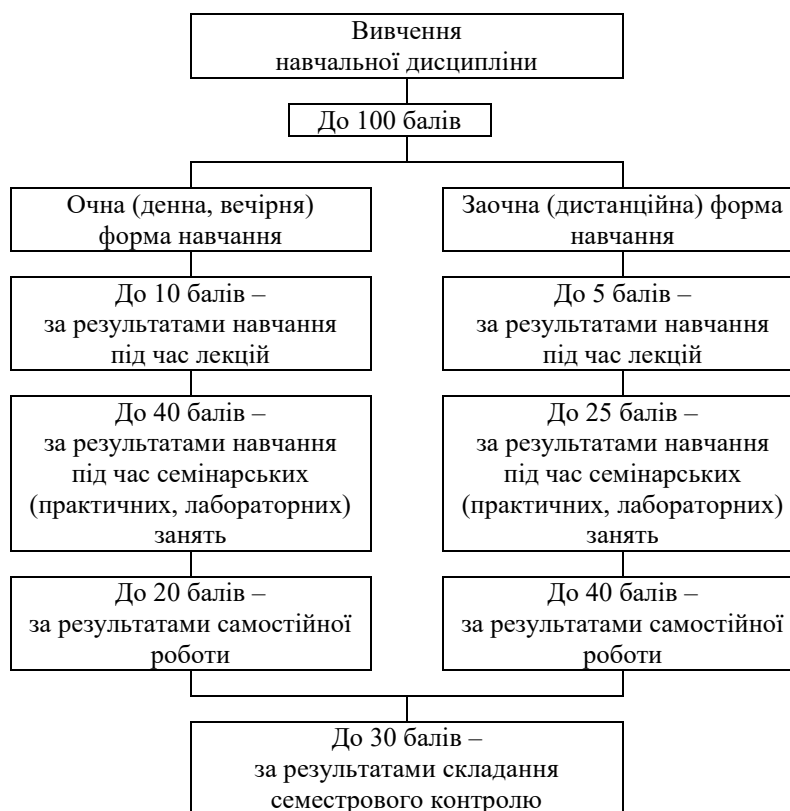 Вивчення
навчальної дисципліни
До 100 балів
Очна (денна, вечірня)
форма навчання
Заочна (дистанційна) форма
навчання
До 10 балів –
за результатами навчання
під час лекцій
До 5 балів –
за результатами навчання
під час лекцій
До 40 балів –
за результатами навчання
під час семінарських
(практичних, лабораторних)
занять
До 25 балів –
за результатами навчання
під час семінарських
(практичних, лабораторних)
занять
До 20 балів –
за результатами самостійної
роботи
До 40 балів –
за результатами самостійної
роботи
До 30 балів –
за результатами складання
семестрового контролю